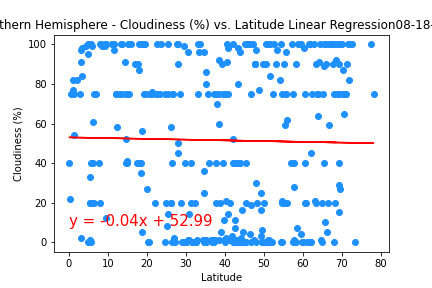 thern Hemisphere - Cloudiness (%) vs. Latitude Linear Regression08-18-
100
80
60
40
20
0
Cloudiness (%)
y = -0.04x + 52.99
0 10 20 30 40 50 60 70 80
Latitude